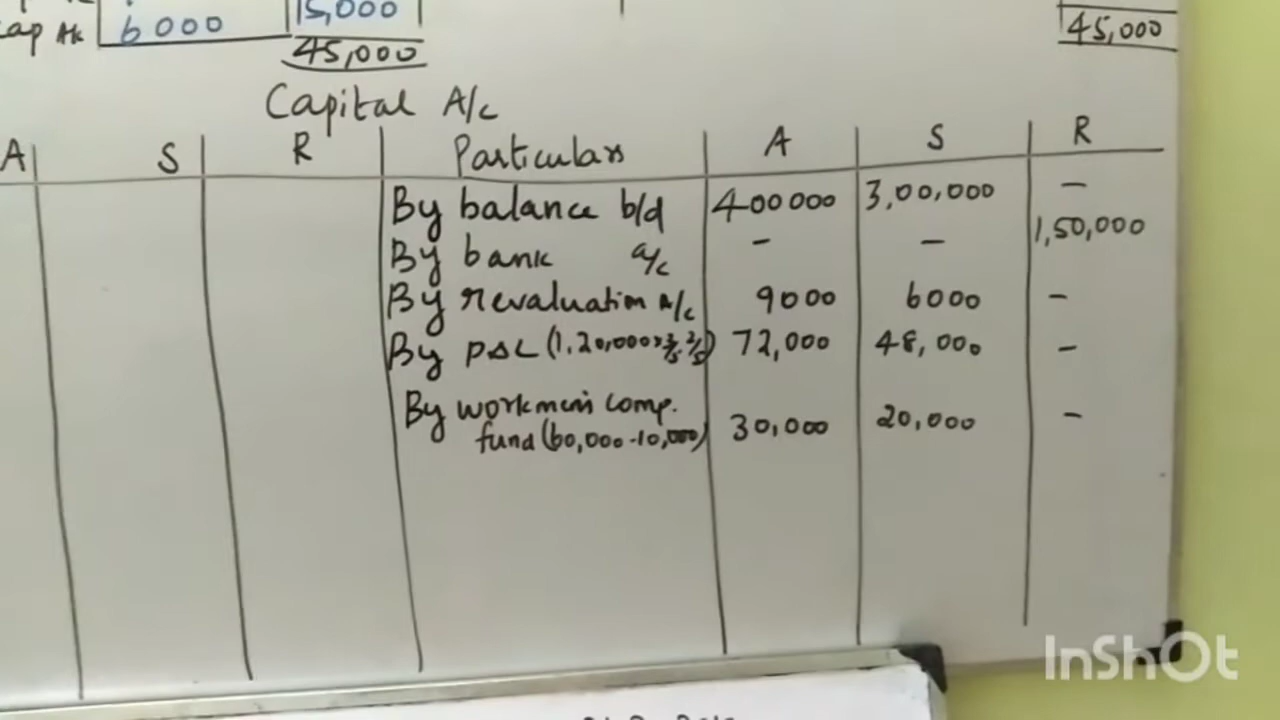 15,000
cap Ac 6000
45,000
45,000
Capital A/c
A S R Particulars A S R
By balance b/d 400000 3,00,000 -
By bank a/c - - 1,50,000
By revaluation A/c 9000 6000 -
By P&L (1,20,000×3/5, 2/5) 72,000 48,000 -
By workmen's comp.
fund (60,000-10,000) 30,000 20,000 -
InShOt